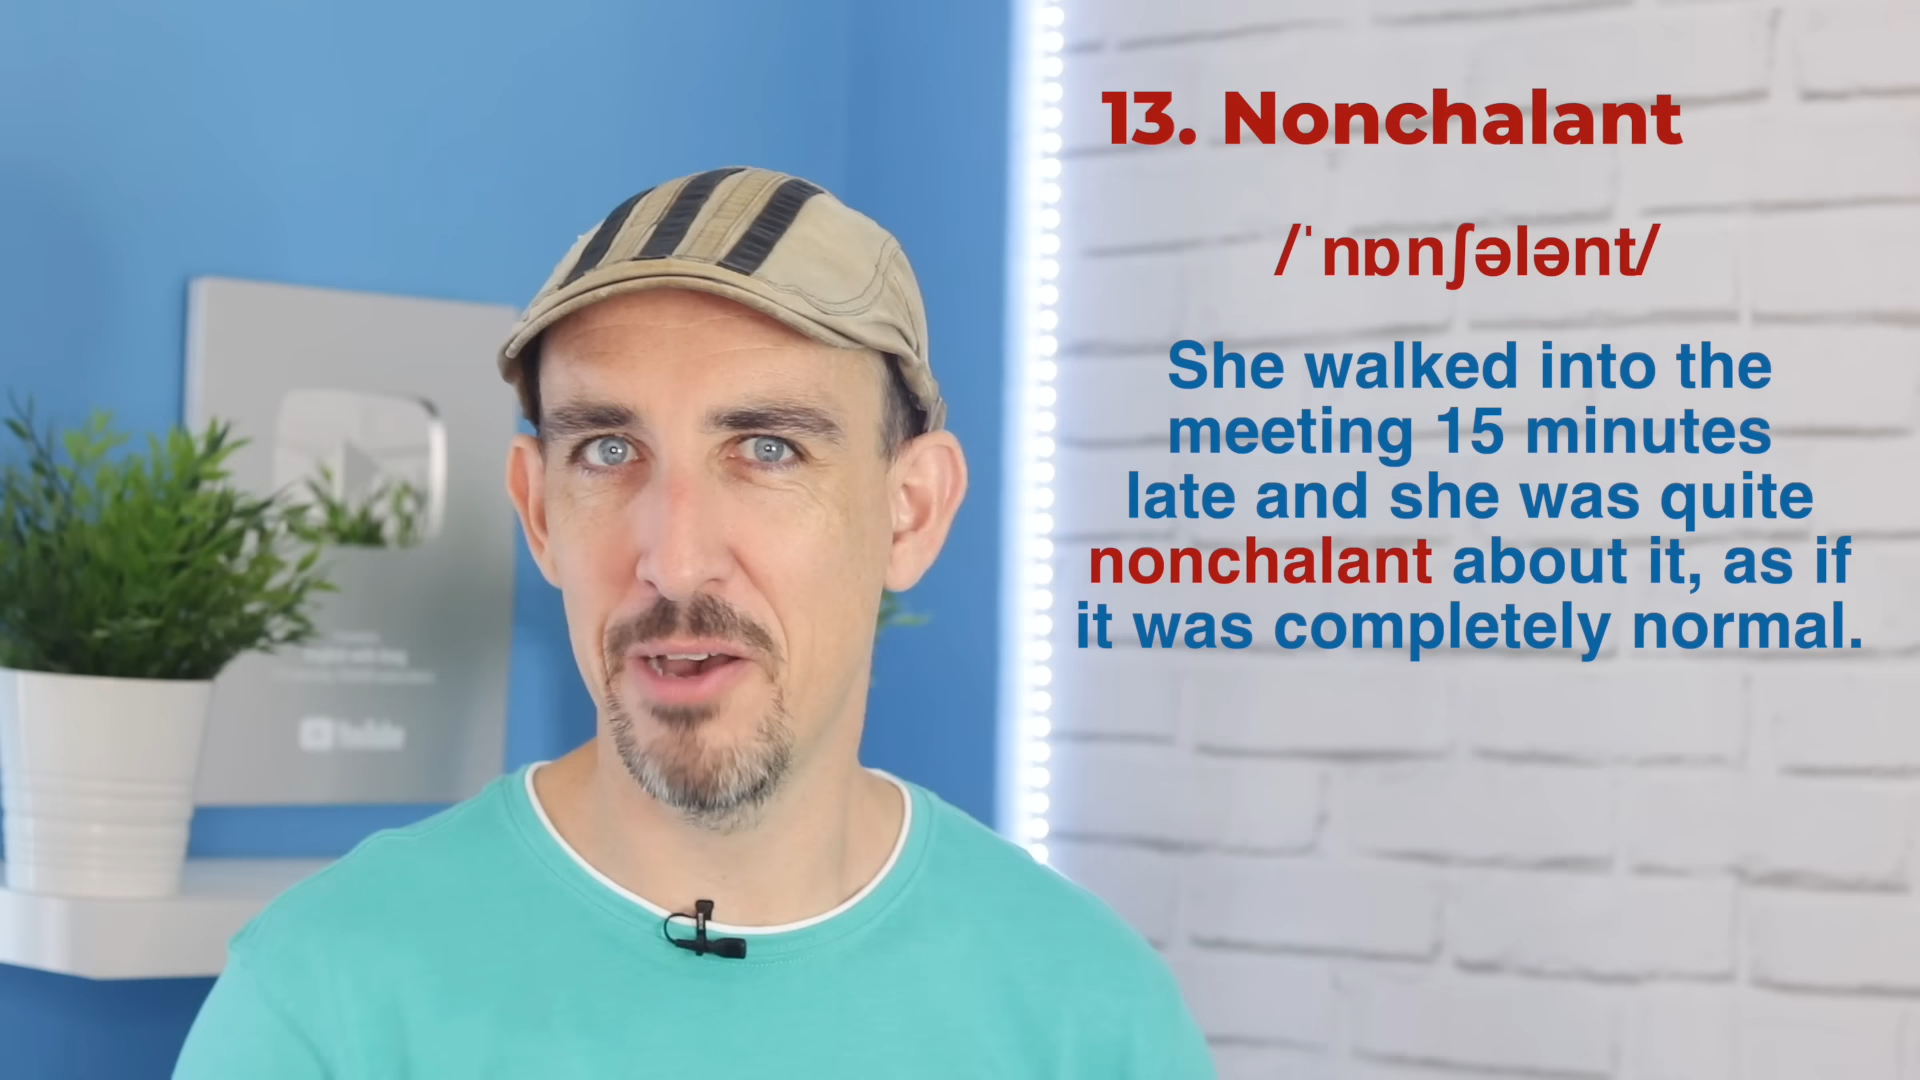 13. Nonchalant
/ˈnɒnʃələnt/
She walked into the
meeting 15 minutes
late and she was quite
nonchalant about it, as if
it was completely normal.
YouTube